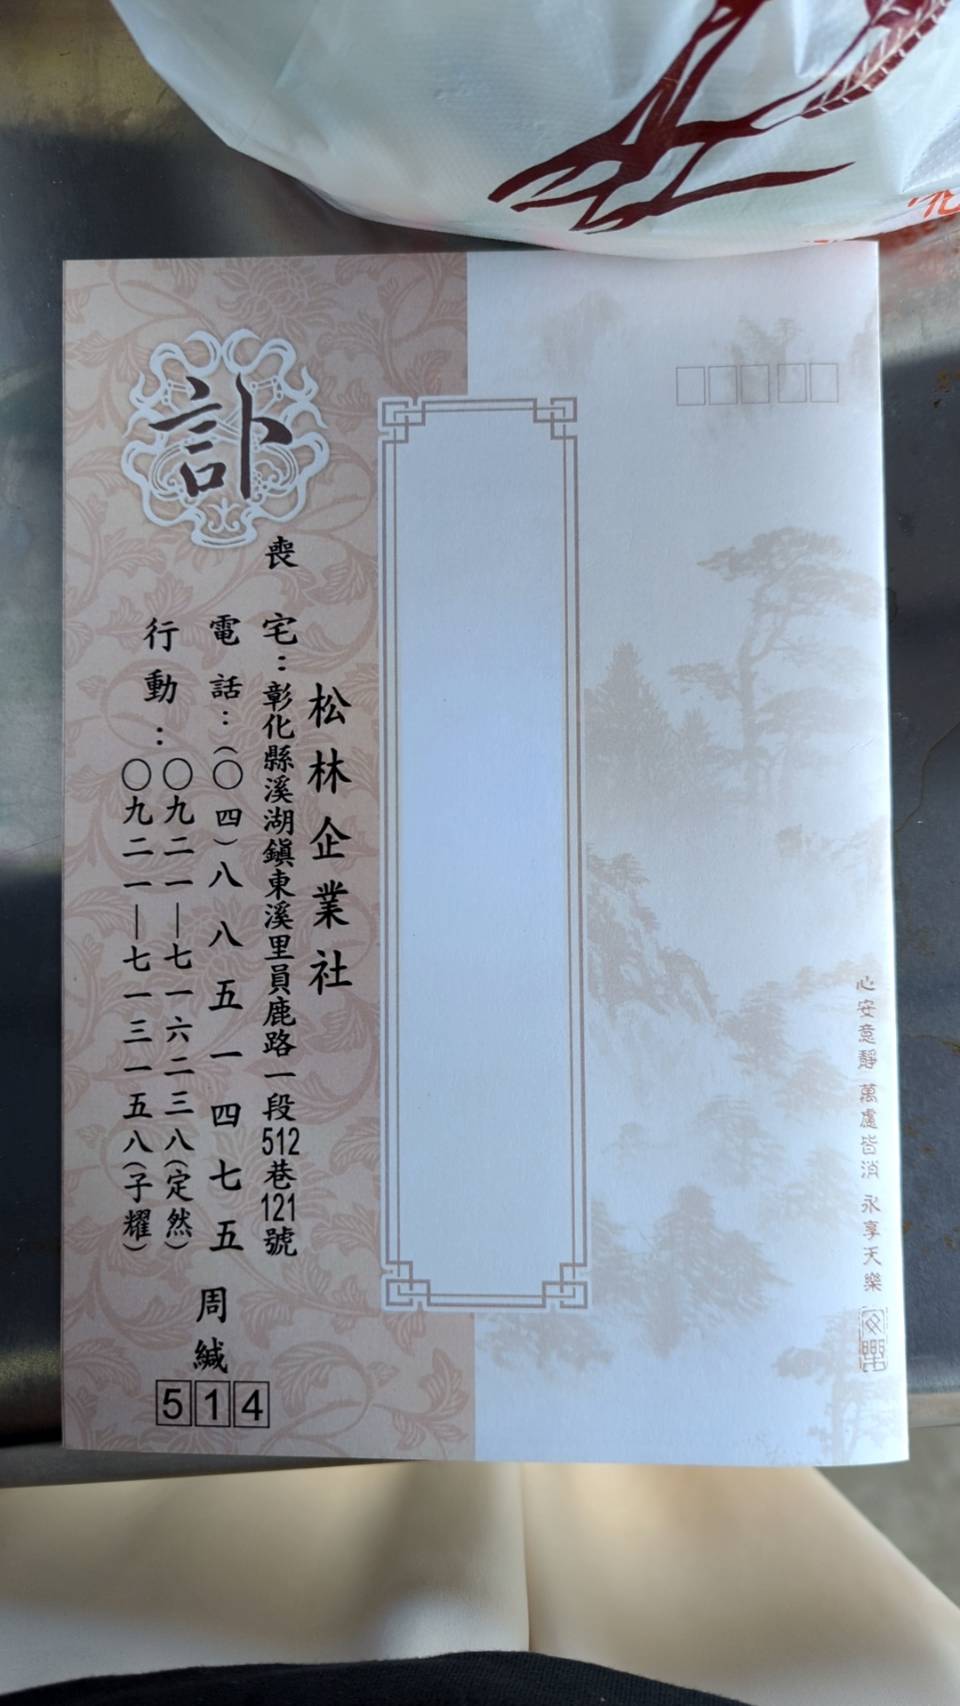 心安意靜 萬慮皆消 永享天樂
訃
松林企業社
喪宅：彰化縣溪湖鎮東溪里員鹿路一段512巷121號
電話：（○四）八八五一四七五
行動：○九二一—七一六二三八（定然）
○九二一—七一三一五八（子耀）
周緘
514